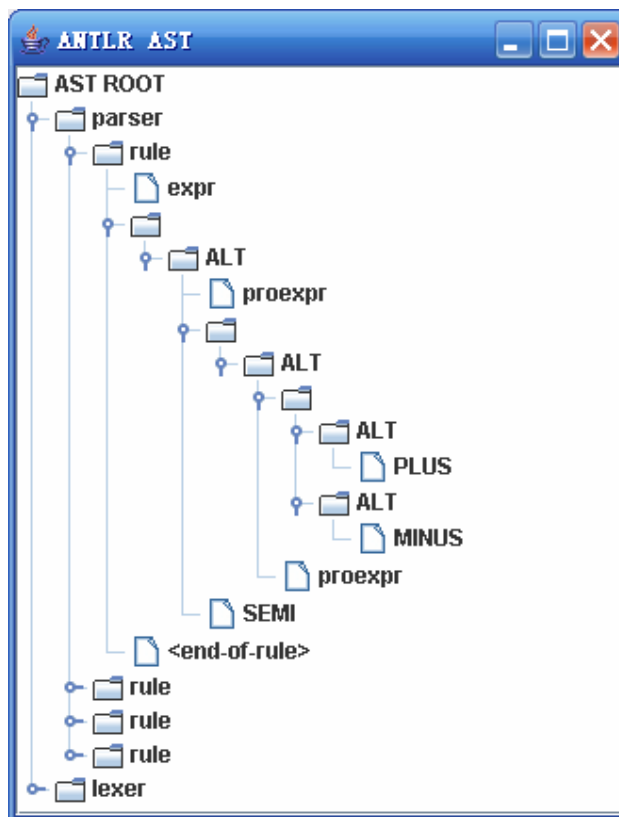 ANTLR AST
AST ROOT
parser
rule
expr
ALT
proexpr
ALT
ALT
PLUS
ALT
MINUS
proexpr
SEMI
<end-of-rule>
rule
rule
rule
lexer